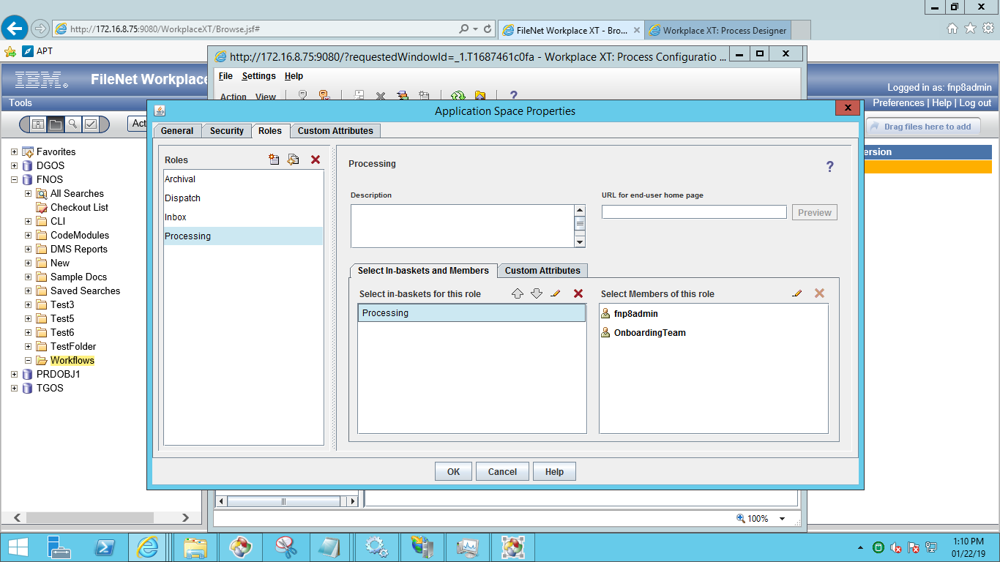 http://172.16.8.75:9080/WorkplaceXT/Browse.jsf#
FileNet Workplace XT - Bro...
Workplace XT: Process Designer
APT
http://172.16.8.75:9080/?requestedWindowId=_1.T1687461c0fa - Workplace XT: Process Configuratio ...
File Settings Help
IBM.
FileNet Workplace
Logged in as: fnp8admin
Action View
Tools
Preferences | Help | Log out
Application Space Properties
Act
Drag files here to add
General
Security
Roles
Custom Attributes
Favorites
DGOS
FNOS
All Searches
Checkout List
CLI
CodeModules
DMS Reports
New
Sample Docs
Saved Searches
Test3
Test5
Test6
TestFolder
Workflows
PRDOBJ1
TGOS
ersion
Roles
Archival
Dispatch
Inbox
Processing
Processing
?
Description
URL for end-user home page
Preview
Select In-baskets and Members
Custom Attributes
Select in-baskets for this role
Processing
Select Members of this role
fnp8admin
OnboardingTeam
OK
Cancel
Help
100%
1:10 PM
01/22/19